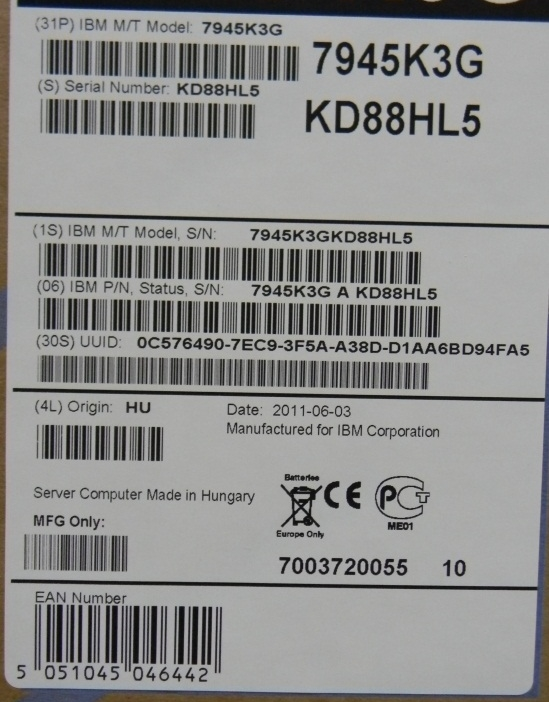 (31P) IBM M/T Model: 7945K3G
7945K3G
(S) Serial Number: KD88HL5
KD88HL5
(1S) IBM M/T Model, S/N: 7945K3GKD88HL5
(06) IBM P/N, Status, S/N: 7945K3G A KD88HL5
(30S) UUID: 0C576490-7EC9-3F5A-A38D-D1AA6BD94FA5
(4L) Origin: HU
Date: 2011-06-03
Manufactured for IBM Corporation
Server Computer Made in Hungary
Batteries
CE
PCT
MFG Only:
Europe Only
ME01
7003720055 10
EAN Number
5 051045 046442